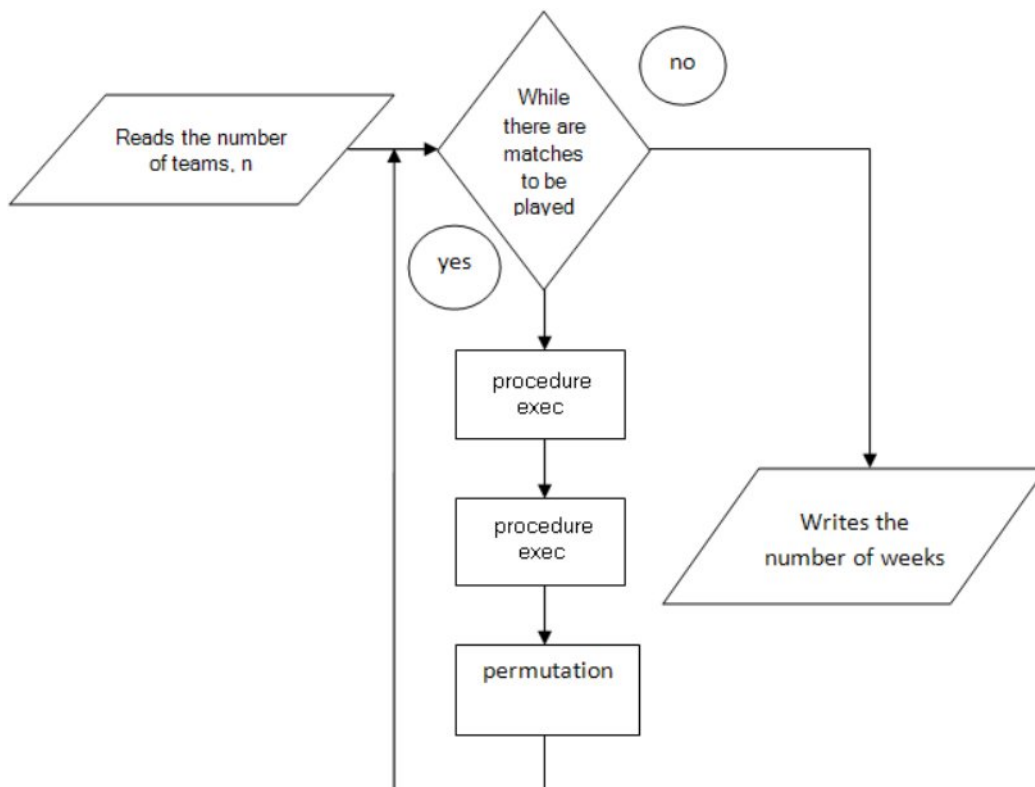 Reads the number
of teams, n
While
there are
matches
to be
played
no
yes
procedure
exec
procedure
exec
permutation
Writes the
number of weeks